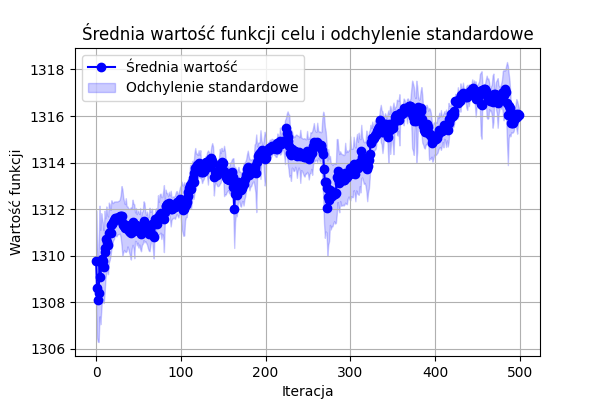 Średnia wartość funkcji celu i odchylenie standardowe
Średnia wartość
Odchylenie standardowe
Wartość funkcji
1318
1316
1314
1312
1310
1308
1306
0 100 200 300 400 500
Iteracja